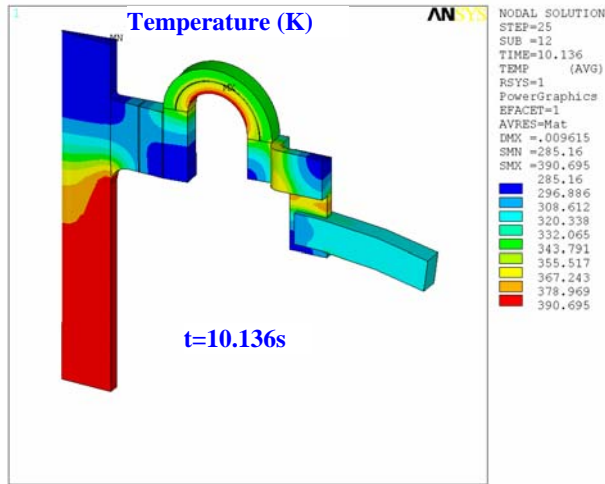 1
Temperature (K)
ANSYS
MN
MX
t=10.136s
NODAL SOLUTION
STEP=25
SUB =12
TIME=10.136
TEMP (AVG)
RSYS=1
PowerGraphics
EFACET=1
AVRES=Mat
DMX =.009615
SMN =285.16
SMX =390.695
285.16
296.886
308.612
320.338
332.065
343.791
355.517
367.243
378.969
390.695